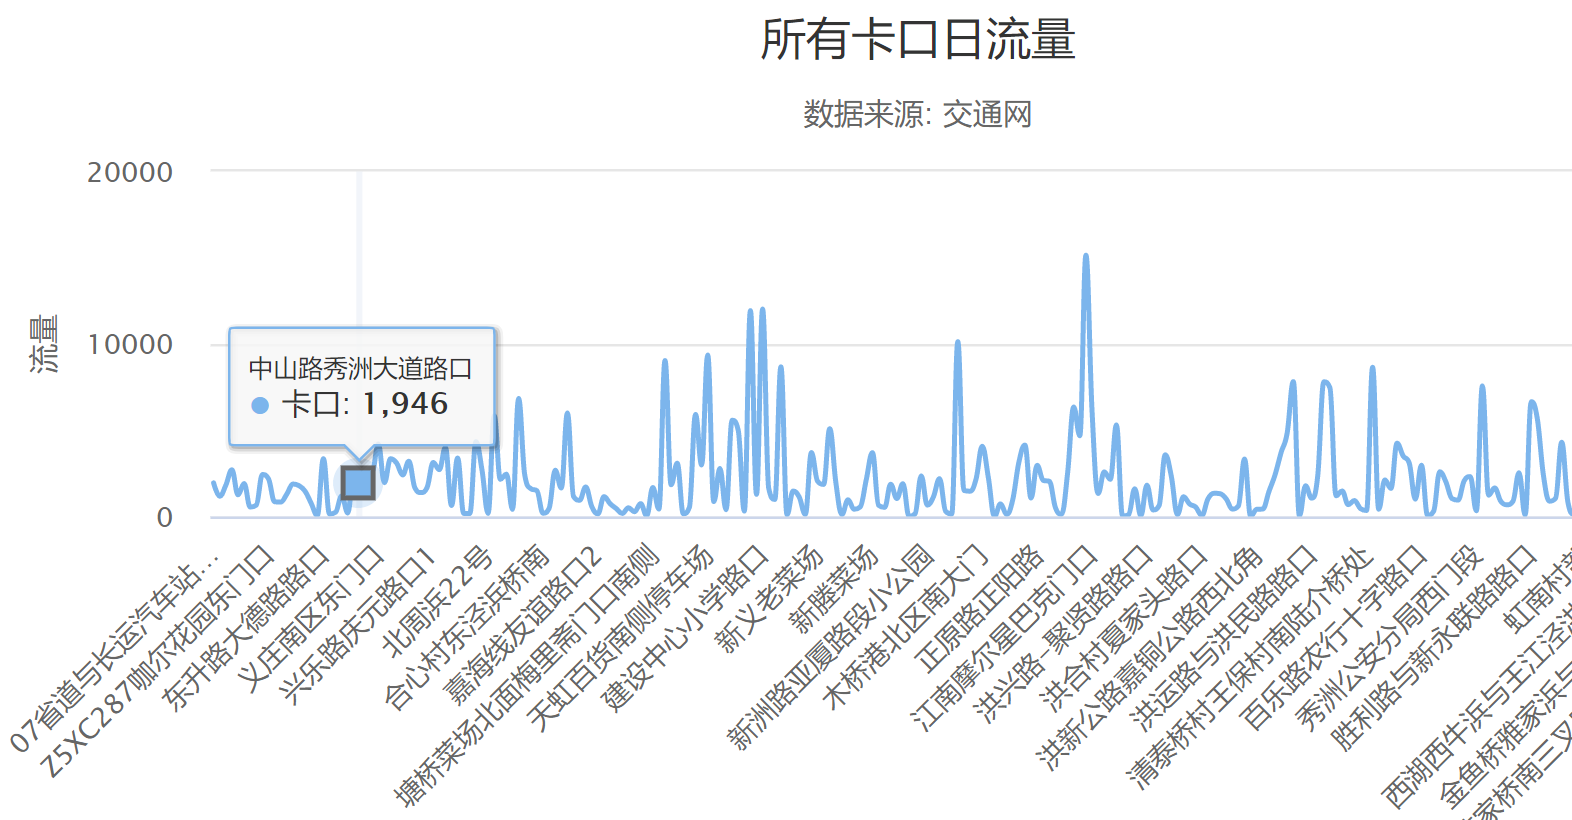 所有卡口日流量
数据来源: 交通网
20000
10000
0
流量
中山路秀洲大道路口
卡口: 1,946
07省道与长运汽车站…
Z5XC287咖尔花园东门口
东升路大德路路口
义庄南区东门口
兴乐路庆元路口1
北周浜22号
合心村东泾浜桥南
嘉海线友谊路口2
塘桥菜场北面梅里斋门口南侧
天虹百货南侧停车场
建设中心小学路口
新义老菜场
新塍菜场
新洲路亚厦路段小公园
木桥港北区南大门
正原路正阳路
江南摩尔星巴克门口
洪兴路-聚贤路路口
洪合村夏家头路口
洪新公路嘉铜公路西北角
洪运路与洪民路路口
清泰桥村王保村南陆介桥处
百乐路农行十字路口
秀洲公安分局西门段
胜利路与新永联路路口
虹南村
西湖西牛浜与王江泾
金鱼桥雅家浜与
家桥南三叉